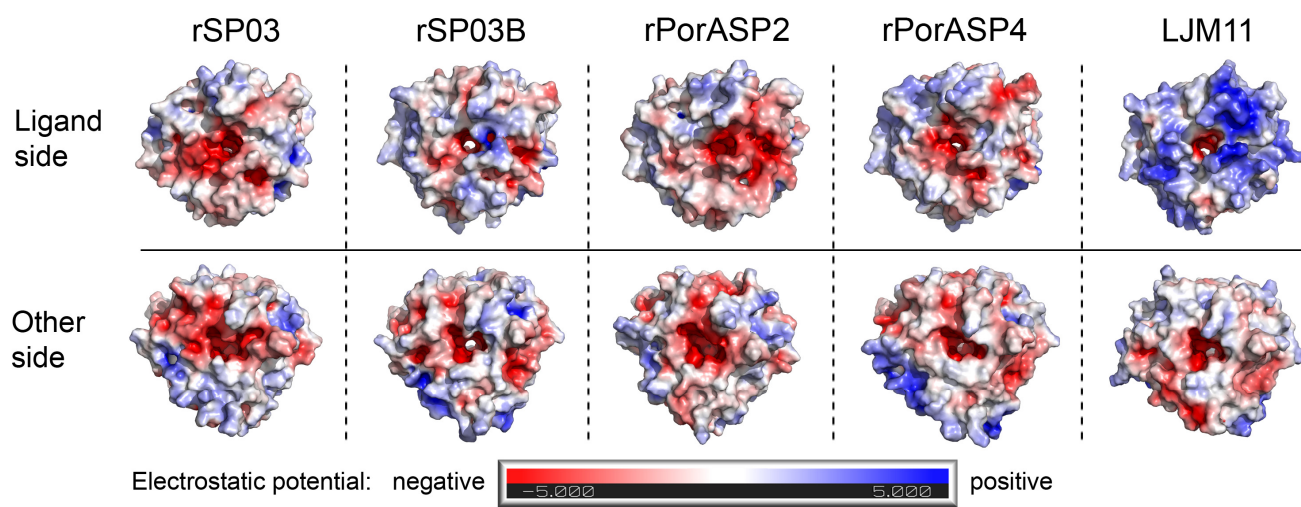 rSP03 rSP03B rPorASP2 rPorASP4 LJM11
Ligand
side
Other
side
Electrostatic potential: negative -5.000 5.000 positive